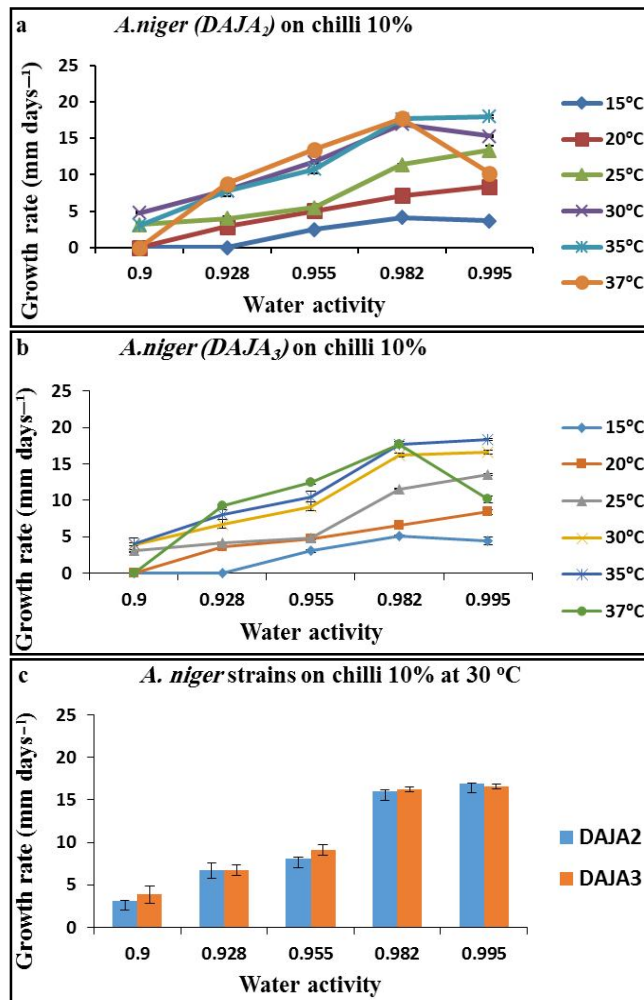 a
A.niger (DAJA₂) on chilli 10%
Growth rate (mm days—¹)
25
20
15
10
5
0
0.9 0.928 0.955 0.982 0.995
Water activity
15°C
20°C
25°C
30°C
35°C
37°C
b
A.niger (DAJA₃) on chilli 10%
Growth rate (mm days—¹)
25
20
15
10
5
0
0.9 0.928 0.955 0.982 0.995
Water activity
15°C
20°C
25°C
30°C
35°C
37°C
c
A. niger strains on chilli 10% at 30 °C
Growth rate (mm days⁻¹)
25
20
15
10
5
0
0.9 0.928 0.955 0.982 0.995
Water activity
DAJA2
DAJA3